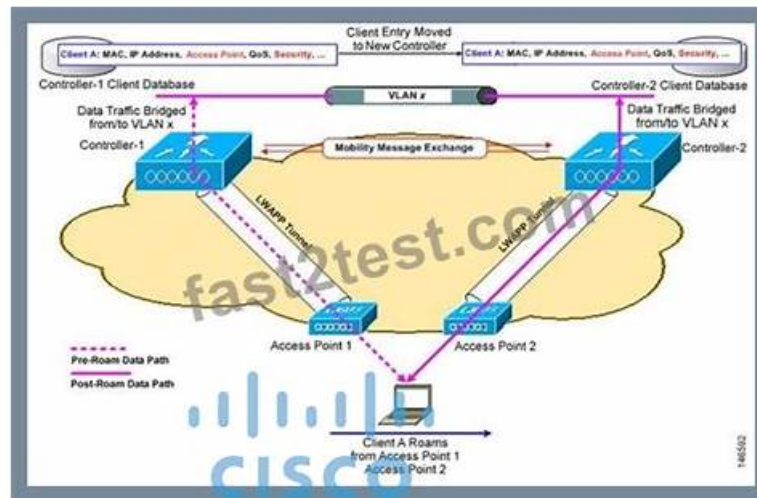 Client Entry Moved
to New Controller
Client A: MAC, IP Address, Access Point, QoS, Security, ...
Client A: MAC, IP Address, Access Point, QoS, Security, ...
Controller-1 Client Database
Controller-2 Client Database
VLAN x
Data Traffic Bridged
from/to VLAN x
Data Traffic Bridged
from/to VLAN x
Controller-1
Mobility Message Exchange
Controller-2
LWAPP Tunnel
LWAPP Tunnel
fast2test.com
Access Point 1
Access Point 2
Pre-Roam Data Path
Post-Roam Data Path
Client A Roams
from Access Point 1
Access Point 2
146592
CISCO